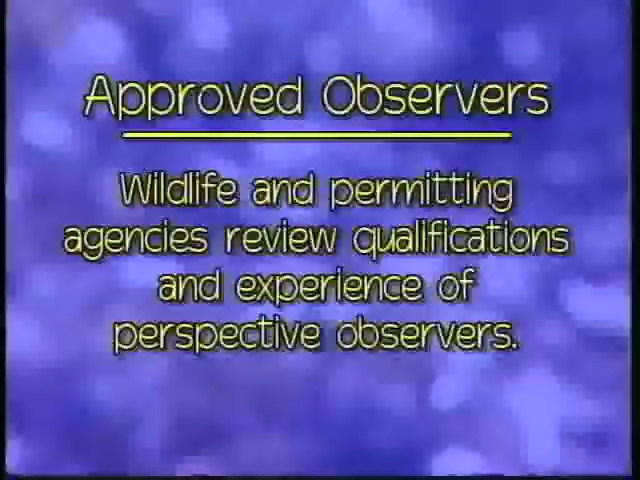 Approved Observers
Wildlife and permitting
agencies review qualifications
and experience of
perspective observers.